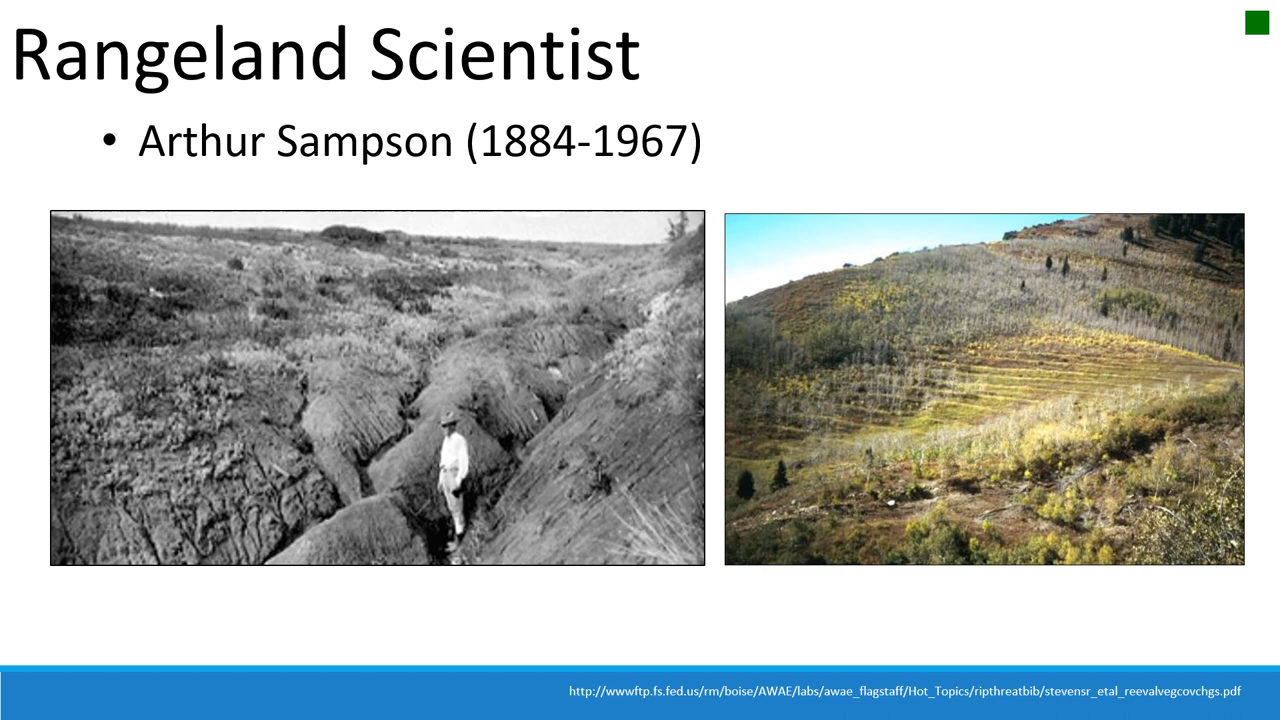 Rangeland Scientist
• Arthur Sampson (1884-1967)
http://wwwftp.fs.fed.us/rm/boise/AWAE/labs/awae_flagstaff/Hot_Topics/ripthreatbib/stevensr_etal_reevalvegcovchgs.pdf